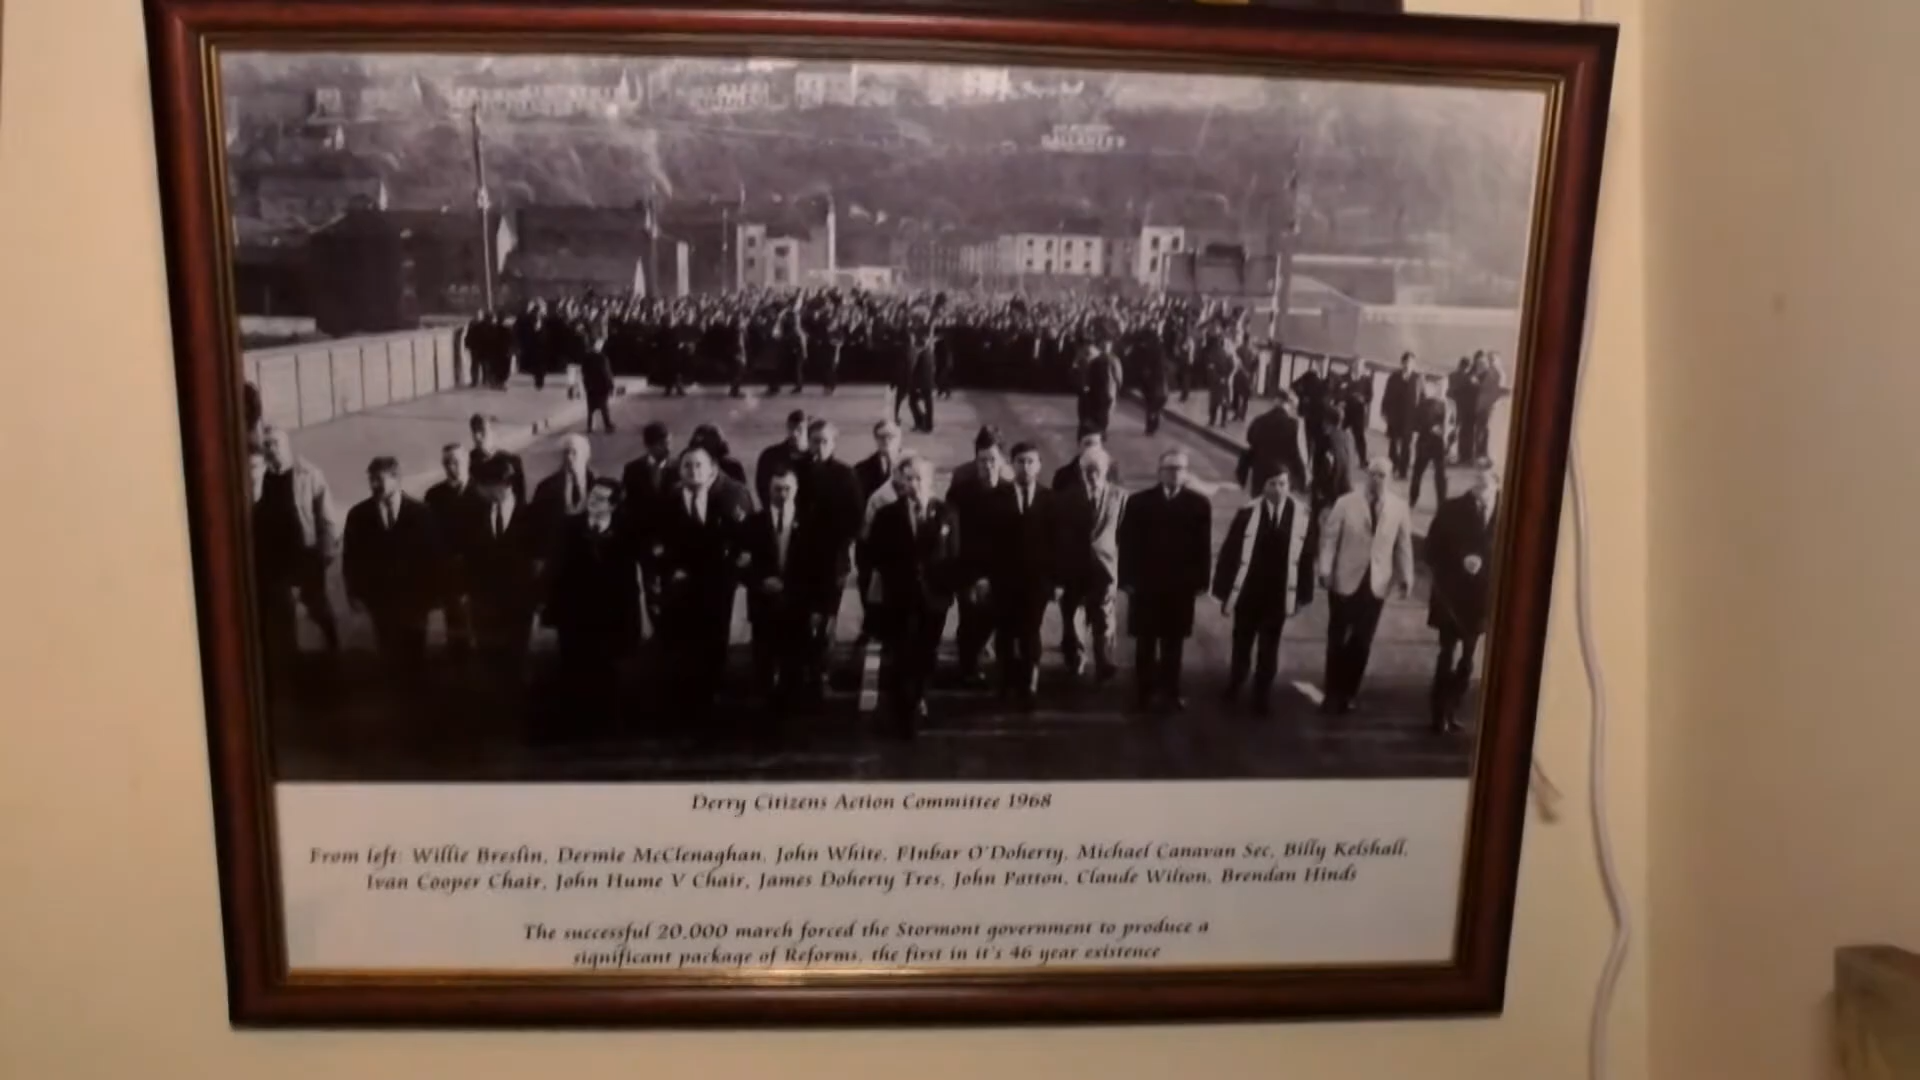 GALLAHER'S
Derry Citizens Action Committee 1968
From left: Willie Breslin, Dermie McClenaghan, John White, FInbar O'Doherty, Michael Canavan Sec, Billy Kelshall,
Ivan Cooper Chair, John Hume V Chair, James Doherty Tres, John Patton, Claude Wilton, Brendan Hinds
The successful 20,000 march forced the Stormont government to produce a
significant package of Reforms, the first in it's 46 year existence